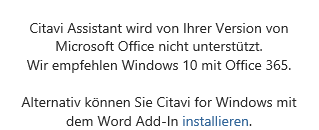 Citavi Assistant wird von Ihrer Version von
Microsoft Office nicht unterstützt.
Wir empfehlen Windows 10 mit Office 365.
Alternativ können Sie Citavi for Windows mit
dem Word Add-In installieren.